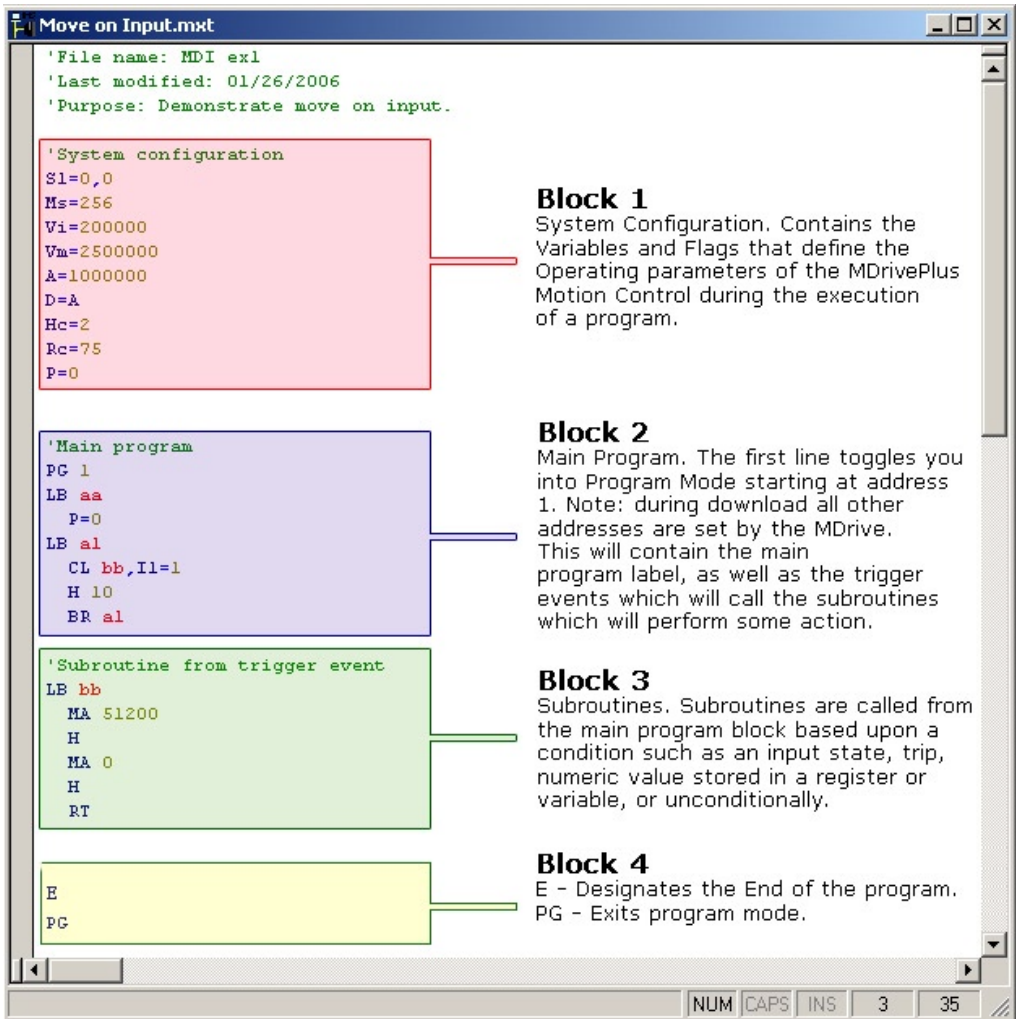 Move on Input.mxt
'File name: MDI ex1
'Last modified: 01/26/2006
'Purpose: Demonstrate move on input.
'System configuration
S1=0,0
Ms=256
Vi=200000
Vm=2500000
A=1000000
D=A
Hc=2
Rc=75
P=0
Block 1
System Configuration. Contains the
Variables and Flags that define the
Operating parameters of the MDrivePlus
Motion Control during the execution
of a program.
'Main program
PG 1
LB aa
P=0
LB a1
CL bb,I1=1
H 10
BR a1
Block 2
Main Program. The first line toggles you
into Program Mode starting at address
1. Note: during download all other
addresses are set by the MDrive.
This will contain the main
program label, as well as the trigger
events which will call the subroutines
which will perform some action.
'Subroutine from trigger event
LB bb
MA 51200
H
MA 0
H
RT
Block 3
Subroutines. Subroutines are called from
the main program block based upon a
condition such as an input state, trip,
numeric value stored in a register or
variable, or unconditionally.
E
PG
Block 4
E - Designates the End of the program.
PG - Exits program mode.
NUM CAPS INS 3 35